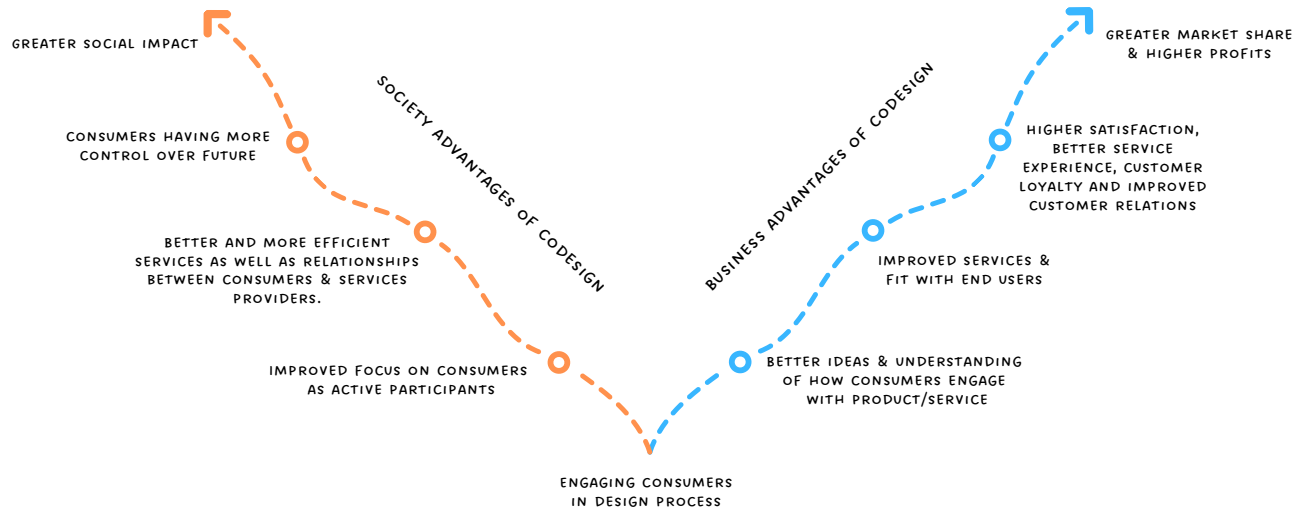 GREATER SOCIAL IMPACT
CONSUMERS HAVING MORE
CONTROL OVER FUTURE
BETTER AND MORE EFFICIENT
SERVICES AS WELL AS RELATIONSHIPS
BETWEEN CONSUMERS & SERVICES
PROVIDERS.
IMPROVED FOCUS ON CONSUMERS
AS ACTIVE PARTICIPANTS
SOCIETY ADVANTAGES OF CODESIGN
BUSINESS ADVANTAGES OF CODESIGN
GREATER MARKET SHARE
& HIGHER PROFITS
HIGHER SATISFACTION,
BETTER SERVICE
EXPERIENCE, CUSTOMER
LOYALTY AND IMPROVED
CUSTOMER RELATIONS
IMPROVED SERVICES &
FIT WITH END USERS
BETTER IDEAS & UNDERSTANDING
OF HOW CONSUMERS ENGAGE
WITH PRODUCT/SERVICE
ENGAGING CONSUMERS
IN DESIGN PROCESS